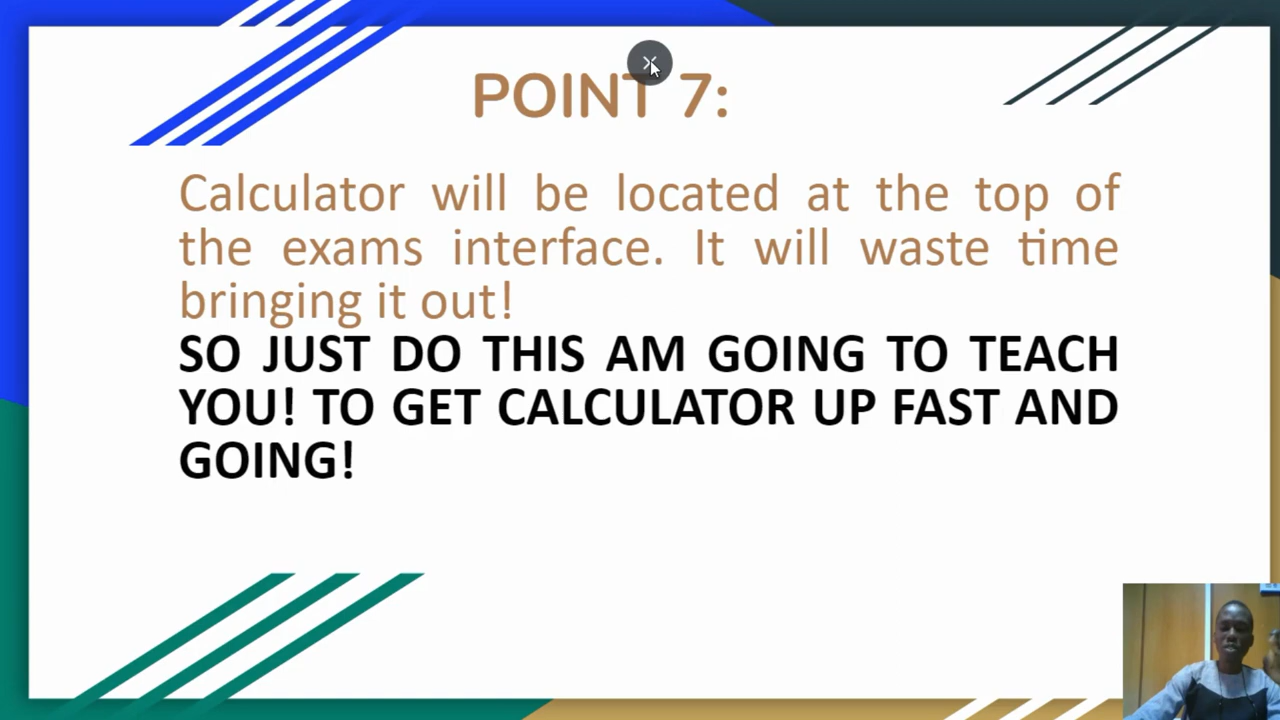 POINT 7:
Calculator will be located at the top of
the exams interface. It will waste time
bringing it out!
SO JUST DO THIS AM GOING TO TEACH
YOU! TO GET CALCULATOR UP FAST AND
GOING!